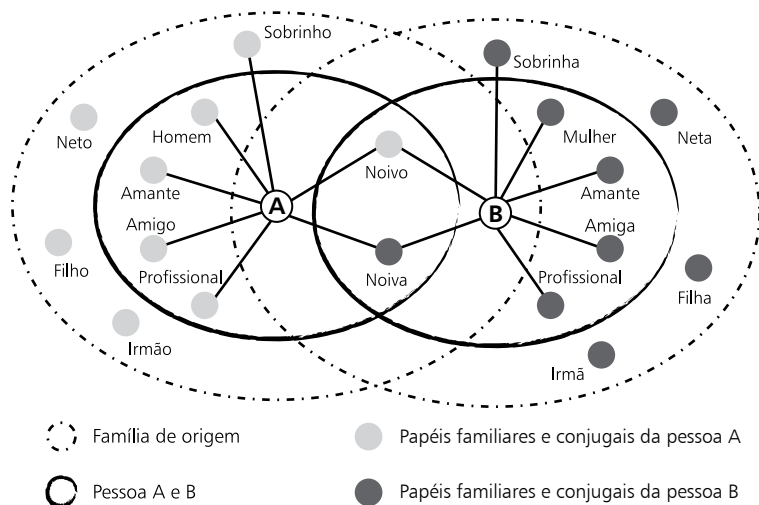 Sobrinho
Sobrinha
Neto
Homem
Mulher
Neta
Noivo
Amante
Amante
A
B
Amigo
Amiga
Filho
Profissional
Noiva
Profissional
Filha
Irmão
Irmã
Família de origem
Papéis familiares e conjugais da pessoa A
Pessoa A e B
Papéis familiares e conjugais da pessoa B